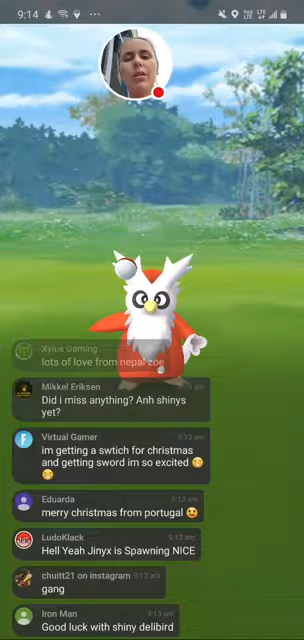 9:14
Xylus Gaming
lots of love from nepal zoe
Mikkel Eriksen am
Did i miss anything? Anh shinys
yet?
Virtual Gamer 9:13 am
im getting a swtich for christmas
and getting sword im so excited 😁
😁
Eduarda 9:13 am
merry christmas from portugal 😃
LudoKlack 9:13 am
Hell Yeah Jinyx is Spawning NICE
chuitt21 on Instagram 9:13 am
gang
Iron Man 9:13 am
Good luck with shiny delibird